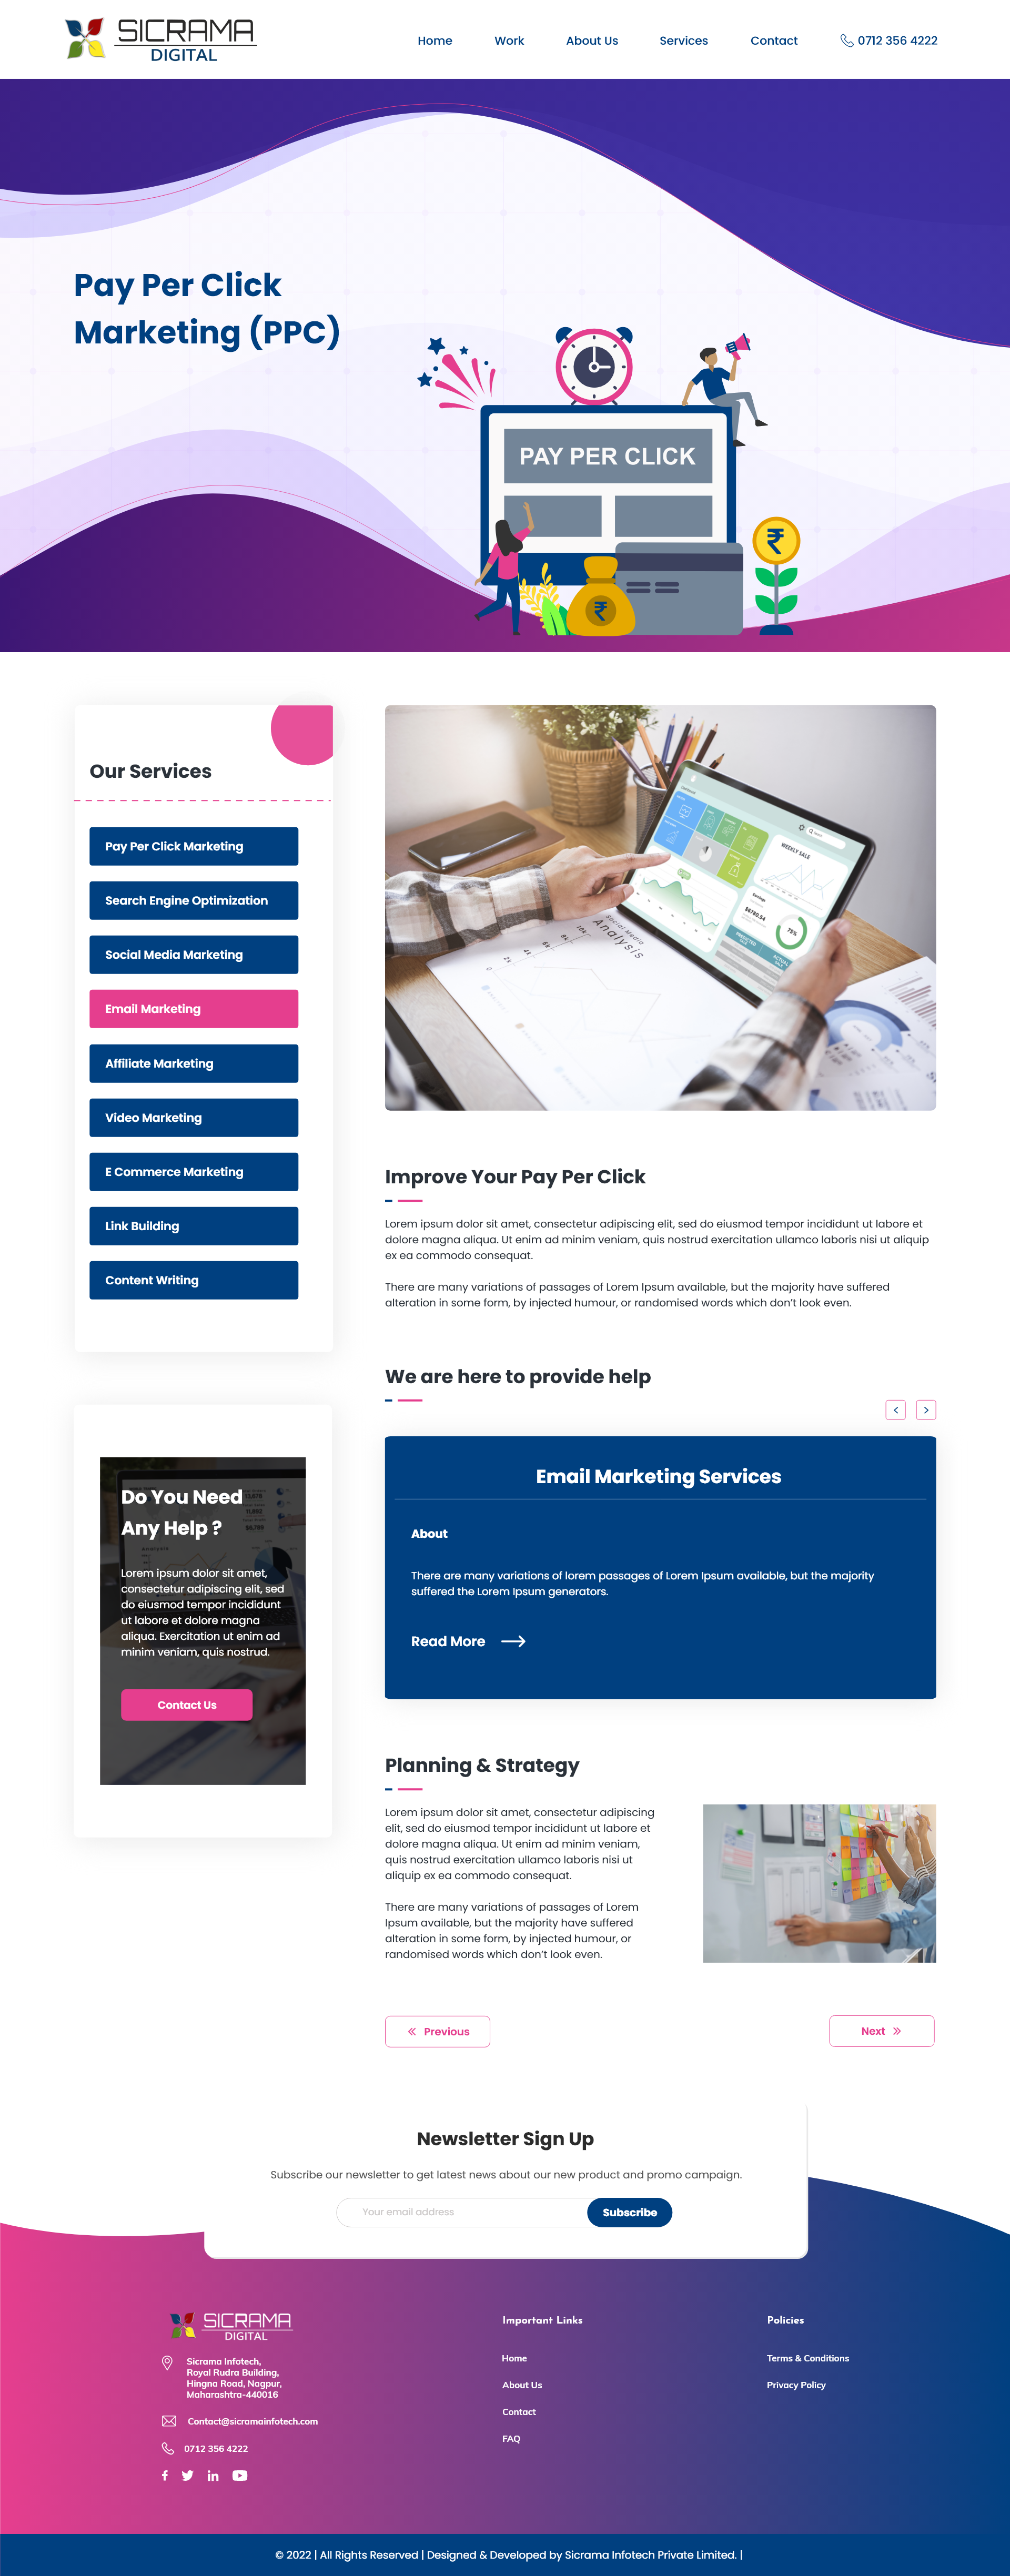 SICRAMA
DIGITAL
Home
Work
About Us
Services
Contact
0712 356 4222
Pay Per Click
Marketing (PPC)
PAY PER CLICK
₹
₹
Our Services
Pay Per Click Marketing
Search Engine Optimization
Social Media Marketing
Email Marketing
Affiliate Marketing
Video Marketing
E Commerce Marketing
Link Building
Content Writing
Dashboard
Search
WEEKLY SALE
Earnings
$6780.54
75%
PREDICTED
ACTUAL
Social Media
Analysis
Improve Your Pay Per Click
Lorem ipsum dolor sit amet, consectetur adipiscing elit, sed do eiusmod tempor incididunt ut labore et
dolore magna aliqua. Ut enim ad minim veniam, quis nostrud exercitation ullamco laboris nisi ut aliquip
ex ea commodo consequat.
There are many variations of passages of Lorem Ipsum available, but the majority have suffered
alteration in some form, by injected humour, or randomised words which don't look even.
We are here to provide help
<
>
Email Marketing Services
About
There are many variations of lorem passages of Lorem Ipsum available, but the majority
suffered the Lorem Ipsum generators.
Read More
Do You Need
Any Help ?
Lorem ipsum dolor sit amet,
consectetur adipiscing elit, sed
do eiusmod tempor incididunt
ut labore et dolore magna
aliqua. Exercitation ut enim ad
minim veniam, quis nostrud.
Contact Us
Planning & Strategy
Lorem ipsum dolor sit amet, consectetur adipiscing
elit, sed do eiusmod tempor incididunt ut labore et
dolore magna aliqua. Ut enim ad minim veniam,
quis nostrud exercitation ullamco laboris nisi ut
aliquip ex ea commodo consequat.
There are many variations of passages of Lorem
Ipsum available, but the majority have suffered
alteration in some form, by injected humour, or
randomised words which don't look even.
« Previous
Next »
Newsletter Sign Up
Subscribe our newsletter to get latest news about our new product and promo campaign.
Your email address
Subscribe
SICRAMA
DIGITAL
Sicrama Infotech,
Royal Rudra Building,
Hingna Road, Nagpur,
Maharashtra-440016
Contact@sicramainfotech.com
0712 356 4222
Important Links
Home
About Us
Contact
FAQ
Policies
Terms & Conditions
Privacy Policy
© 2022 | All Rights Reserved | Designed & Developed by Sicrama Infotech Private Limited. |